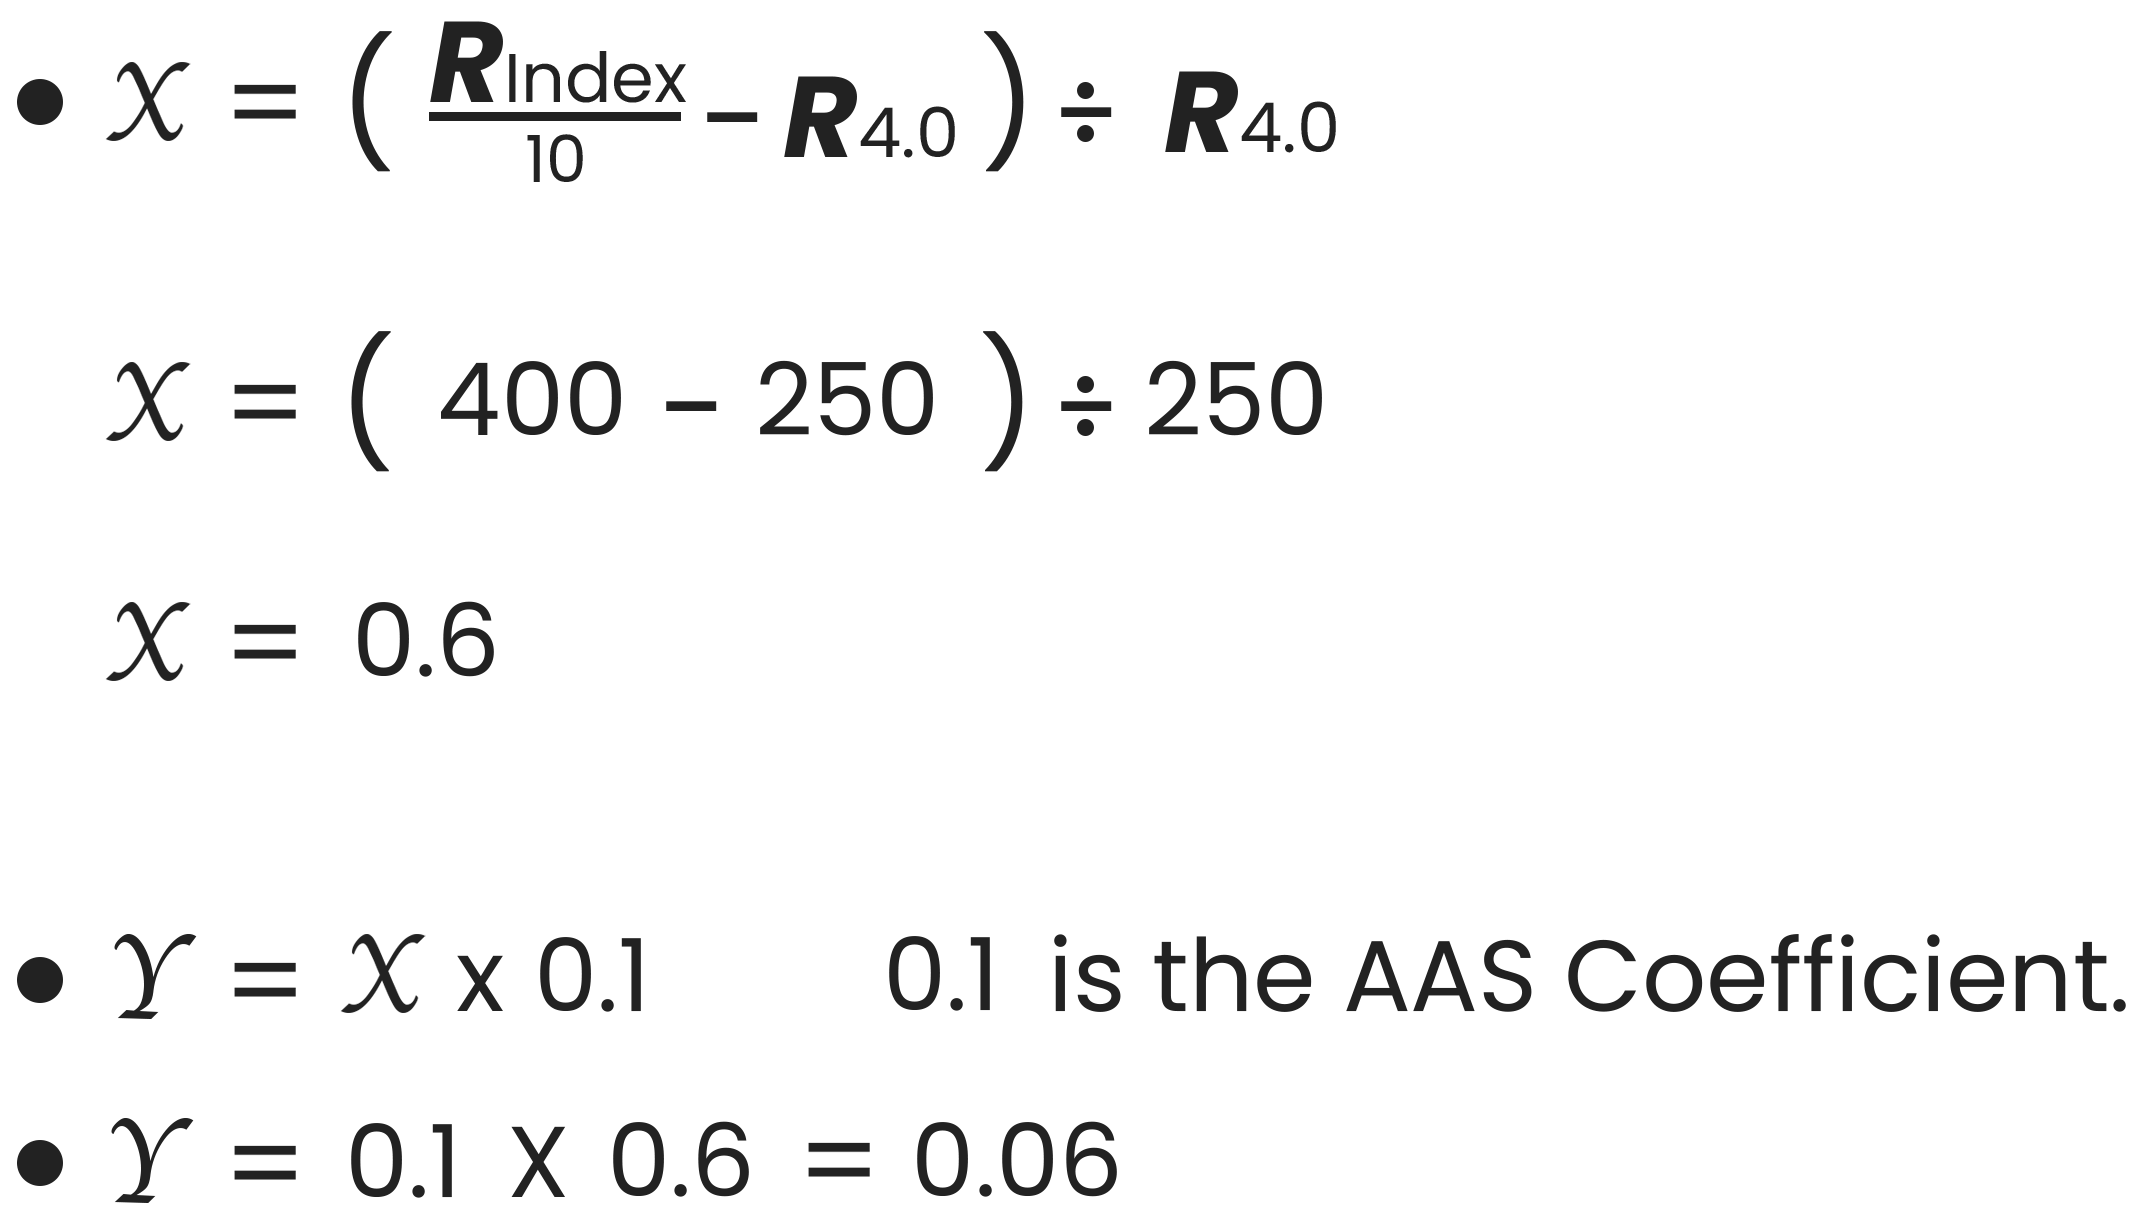 • x = ( RIndex/10 – R4.0 ) ÷ R4.0
x = ( 400 – 250 ) ÷ 250
x = 0.6
• Y = x x 0.1 0.1 is the AAS Coefficient.
• Y = 0.1 X 0.6 = 0.06